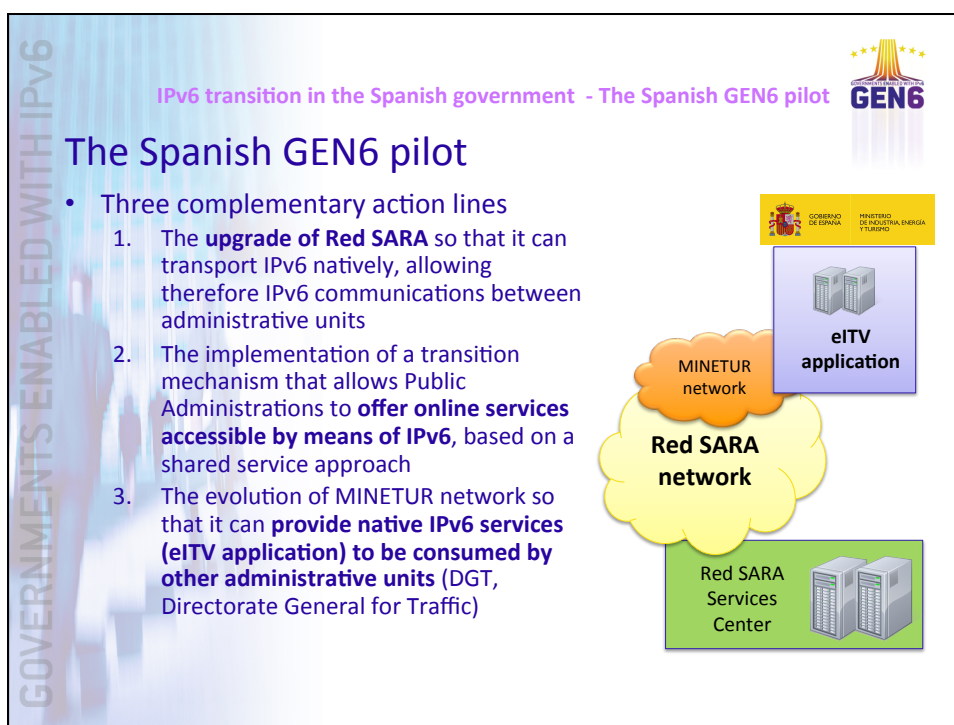 GOVERNMENTS ENABLED WITH IPv6
IPv6 transition in the Spanish government - The Spanish GEN6 pilot
GOVERNMENTS ENABLED WITH IPv6
GEN6
The Spanish GEN6 pilot
• Three complementary action lines
1. The upgrade of Red SARA so that it can
transport IPv6 natively, allowing
therefore IPv6 communications between
administrative units
2. The implementation of a transition
mechanism that allows Public
Administrations to offer online services
accessible by means of IPv6, based on a
shared service approach
3. The evolution of MINETUR network so
that it can provide native IPv6 services
(eITV application) to be consumed by
other administrative units (DGT,
Directorate General for Traffic)
GOBIERNO
DE ESPAÑA
MINISTERIO
DE INDUSTRIA, ENERGÍA
Y TURISMO
eITV
application
MINETUR
network
Red SARA
network
Red SARA
Services
Center